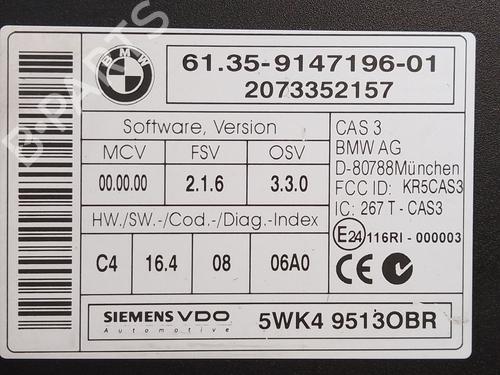 BMW
61.35-9147196-01
2073352157
Software, Version
MCV FSV OSV
00.00.00 2.1.6 3.3.0
HW./SW.-/Cod.-/Diag.-Index
C4 16.4 08 06A0
SIEMENS VDO
Automotive
5WK4 9513OBR
CAS 3
BMW AG
D-80788München
FCC ID: KR5CAS3
IC: 267 T - CAS3
E24 116RI - 000003
CE
B-PARTS